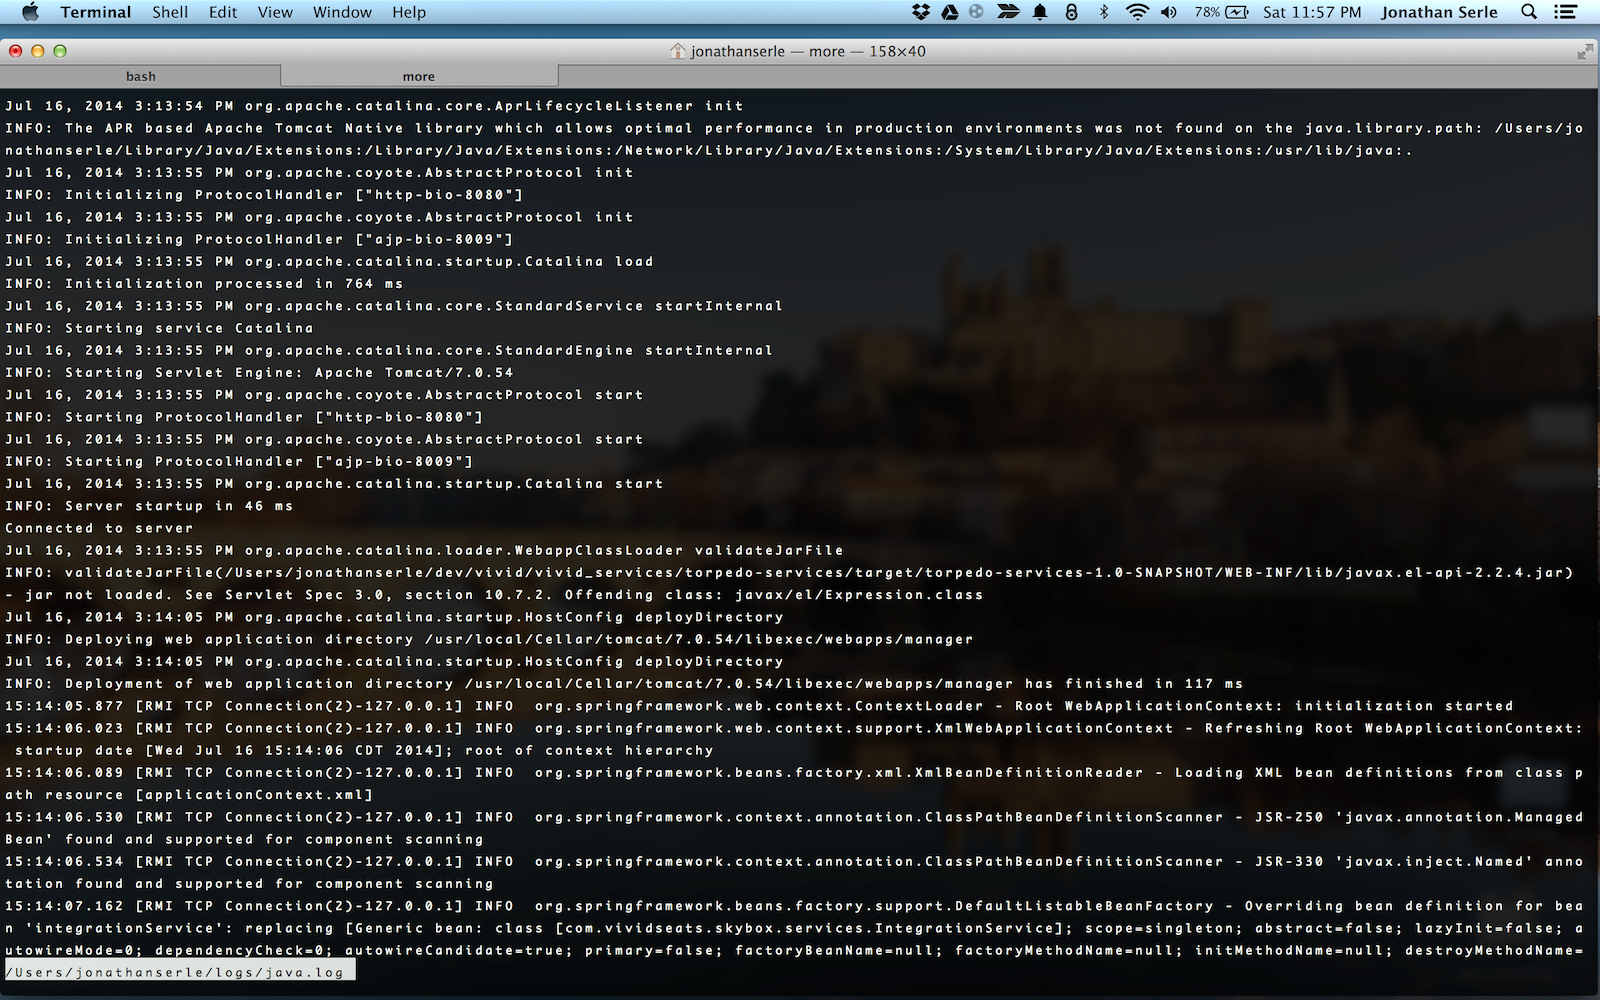 Terminal Shell Edit View Window Help 78% Sat 11:57 PM Jonathan Serle
jonathanserle — more — 158×40
bash more
Jul 16, 2014 3:13:54 PM org.apache.catalina.core.AprLifecycleListener init
INFO: The APR based Apache Tomcat Native library which allows optimal performance in production environments was not found on the java.library.path: /Users/jo
nathanserle/Library/Java/Extensions:/Library/Java/Extensions:/Network/Library/Java/Extensions:/System/Library/Java/Extensions:/usr/lib/java:.
Jul 16, 2014 3:13:55 PM org.apache.coyote.AbstractProtocol init
INFO: Initializing ProtocolHandler ["http-bio-8080"]
Jul 16, 2014 3:13:55 PM org.apache.coyote.AbstractProtocol init
INFO: Initializing ProtocolHandler ["ajp-bio-8009"]
Jul 16, 2014 3:13:55 PM org.apache.catalina.startup.Catalina load
INFO: Initialization processed in 764 ms
Jul 16, 2014 3:13:55 PM org.apache.catalina.core.StandardService startInternal
INFO: Starting service Catalina
Jul 16, 2014 3:13:55 PM org.apache.catalina.core.StandardEngine startInternal
INFO: Starting Servlet Engine: Apache Tomcat/7.0.54
Jul 16, 2014 3:13:55 PM org.apache.coyote.AbstractProtocol start
INFO: Starting ProtocolHandler ["http-bio-8080"]
Jul 16, 2014 3:13:55 PM org.apache.coyote.AbstractProtocol start
INFO: Starting ProtocolHandler ["ajp-bio-8009"]
Jul 16, 2014 3:13:55 PM org.apache.catalina.startup.Catalina start
INFO: Server startup in 46 ms
Connected to server
Jul 16, 2014 3:13:55 PM org.apache.catalina.loader.WebappClassLoader validateJarFile
INFO: validateJarFile(/Users/jonathanserle/dev/vivid/vivid_services/torpedo-services/target/torpedo-services-1.0-SNAPSHOT/WEB-INF/lib/javax.el-api-2.2.4.jar)
- jar not loaded. See Servlet Spec 3.0, section 10.7.2. Offending class: javax/el/Expression.class
Jul 16, 2014 3:14:05 PM org.apache.catalina.startup.HostConfig deployDirectory
INFO: Deploying web application directory /usr/local/Cellar/tomcat/7.0.54/libexec/webapps/manager
Jul 16, 2014 3:14:05 PM org.apache.catalina.startup.HostConfig deployDirectory
INFO: Deployment of web application directory /usr/local/Cellar/tomcat/7.0.54/libexec/webapps/manager has finished in 117 ms
15:14:05.877 [RMI TCP Connection(2)-127.0.0.1] INFO  org.springframework.web.context.ContextLoader - Root WebApplicationContext: initialization started
15:14:06.023 [RMI TCP Connection(2)-127.0.0.1] INFO  org.springframework.web.context.support.XmlWebApplicationContext - Refreshing Root WebApplicationContext:
 startup date [Wed Jul 16 15:14:06 CDT 2014]; root of context hierarchy
15:14:06.089 [RMI TCP Connection(2)-127.0.0.1] INFO  org.springframework.beans.factory.xml.XmlBeanDefinitionReader - Loading XML bean definitions from class p
ath resource [applicationContext.xml]
15:14:06.530 [RMI TCP Connection(2)-127.0.0.1] INFO  org.springframework.context.annotation.ClassPathBeanDefinitionScanner - JSR-250 'javax.annotation.Managed
Bean' found and supported for component scanning
15:14:06.534 [RMI TCP Connection(2)-127.0.0.1] INFO  org.springframework.context.annotation.ClassPathBeanDefinitionScanner - JSR-330 'javax.inject.Named' anno
tation found and supported for component scanning
15:14:07.162 [RMI TCP Connection(2)-127.0.0.1] INFO  org.springframework.beans.factory.support.DefaultListableBeanFactory - Overriding bean definition for bea
n 'integrationService': replacing [Generic bean: class [com.vividseats.skybox.services.IntegrationService]; scope=singleton; abstract=false; lazyInit=false; a
utowireMode=0; dependencyCheck=0; autowireCandidate=true; primary=false; factoryBeanName=null; factoryMethodName=null; initMethodName=null; destroyMethodName=
/Users/jonathanserle/logs/java.log